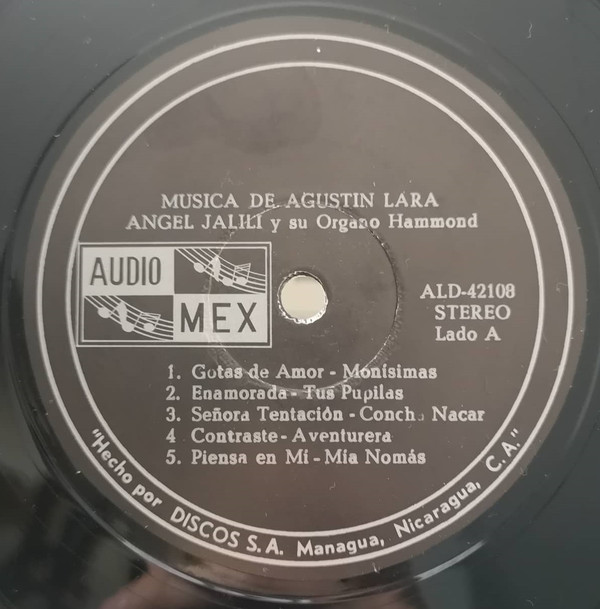 MUSICA DE AGUSTIN LARA
ANGEL JALILI y su Organo Hammond
AUDIO
MEX
ALD-42108
STEREO
Lado A
1. Gotas de Amor - Monísimas
2. Enamorada - Tus Pupilas
3. Señora Tentación - Concha Nacar
4 Contraste - Aventurera
5. Piensa en Mí - Mía Nomás
"Hecho por DISCOS S.A. Managua, Nicaragua, C.A."